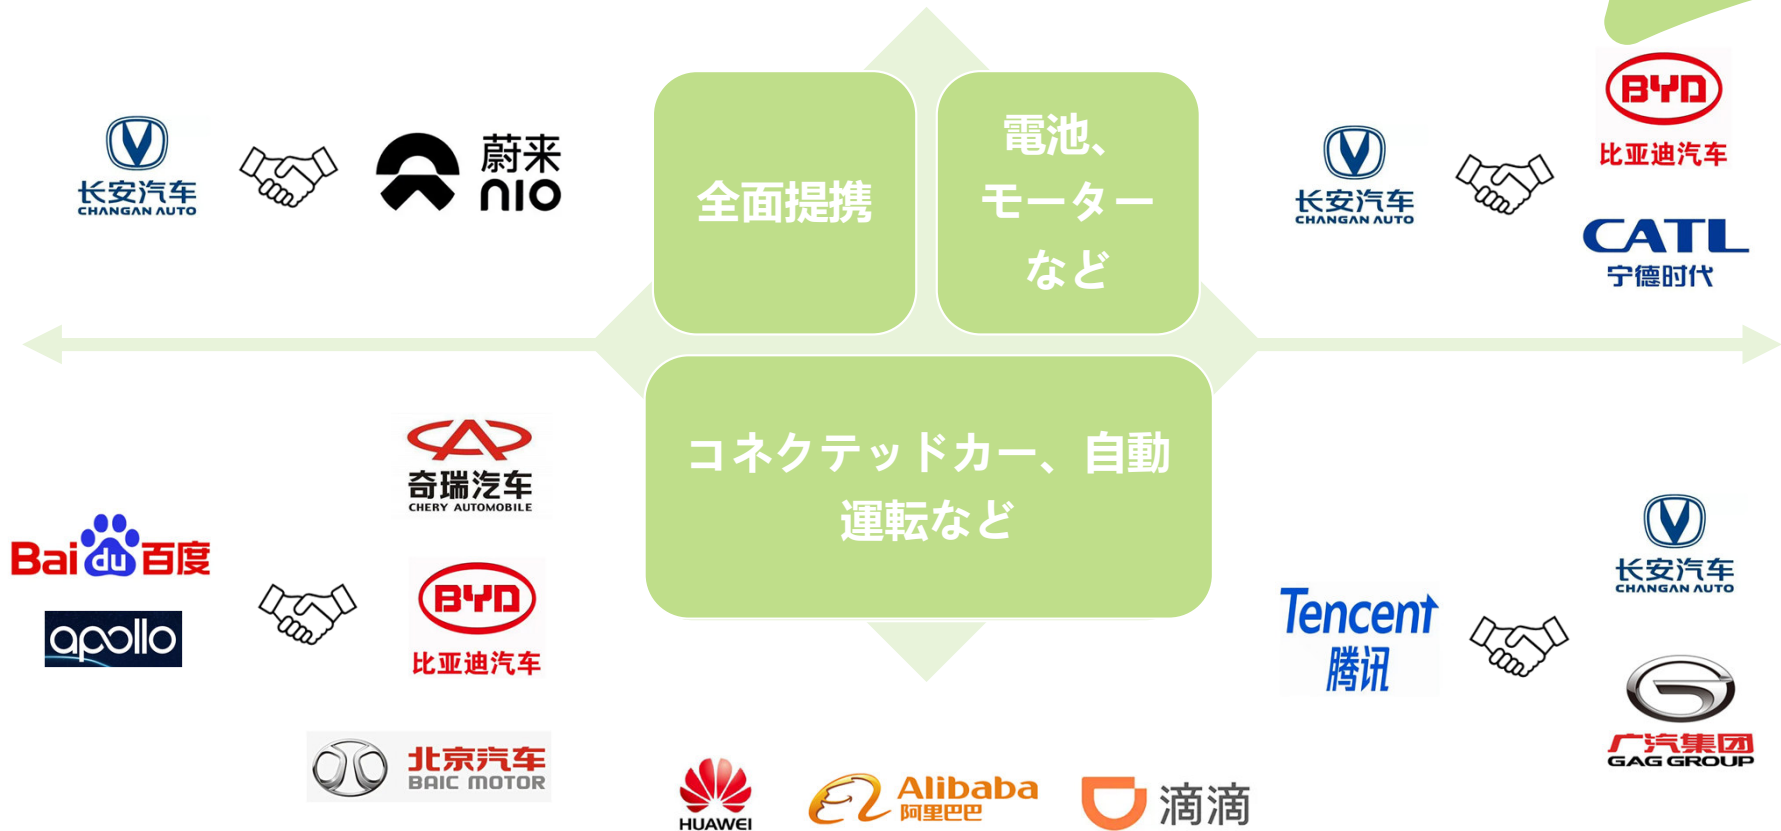 长安汽车
CHANGAN AUTO
蔚来
NIO
全面提携
電池、
モーター
など
长安汽车
CHANGAN AUTO
BYD
比亚迪汽车
CATL
宁德时代
コネクテッドカー、自動
運転など
Bai du 百度
apollo
奇瑞汽车
CHERY AUTOMOBILE
BYD
比亚迪汽车
北京汽车
BAIC MOTOR
HUAWEI
Alibaba
阿里巴巴
滴滴
Tencent
腾讯
长安汽车
CHANGAN AUTO
广汽集团
GAG GROUP